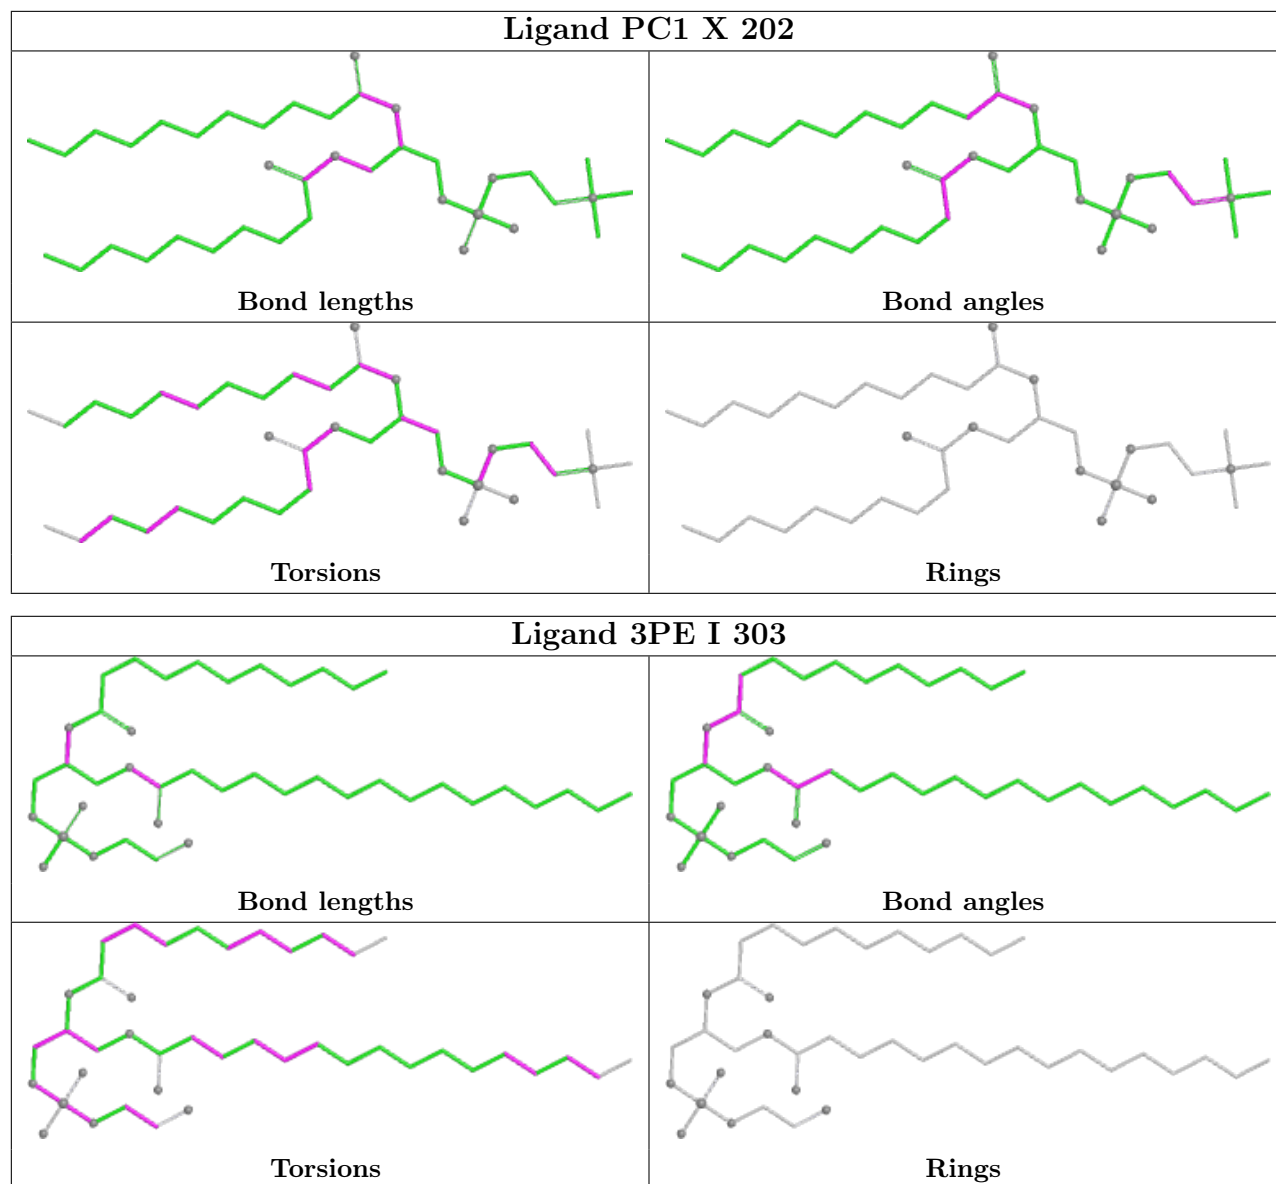 Ligand PC1 X 202
Bond lengths
Bond angles
Torsions
Rings
Ligand 3PE I 303
Bond lengths
Bond angles
Torsions
Rings